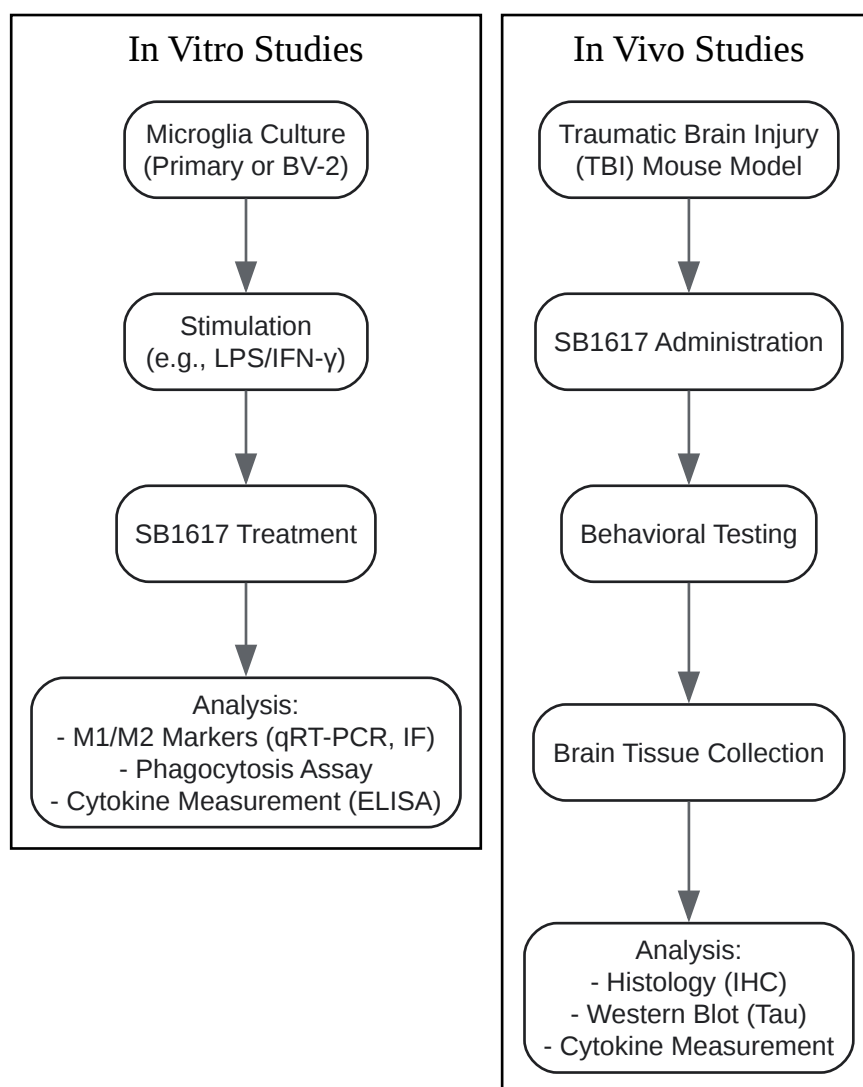 In Vitro Studies
Microglia Culture
(Primary or BV-2)
Stimulation
(e.g., LPS/IFN-γ)
SB1617 Treatment
Analysis:
- M1/M2 Markers (qRT-PCR, IF)
- Phagocytosis Assay
- Cytokine Measurement (ELISA)
In Vivo Studies
Traumatic Brain Injury
(TBI) Mouse Model
SB1617 Administration
Behavioral Testing
Brain Tissue Collection
Analysis:
- Histology (IHC)
- Western Blot (Tau)
- Cytokine Measurement